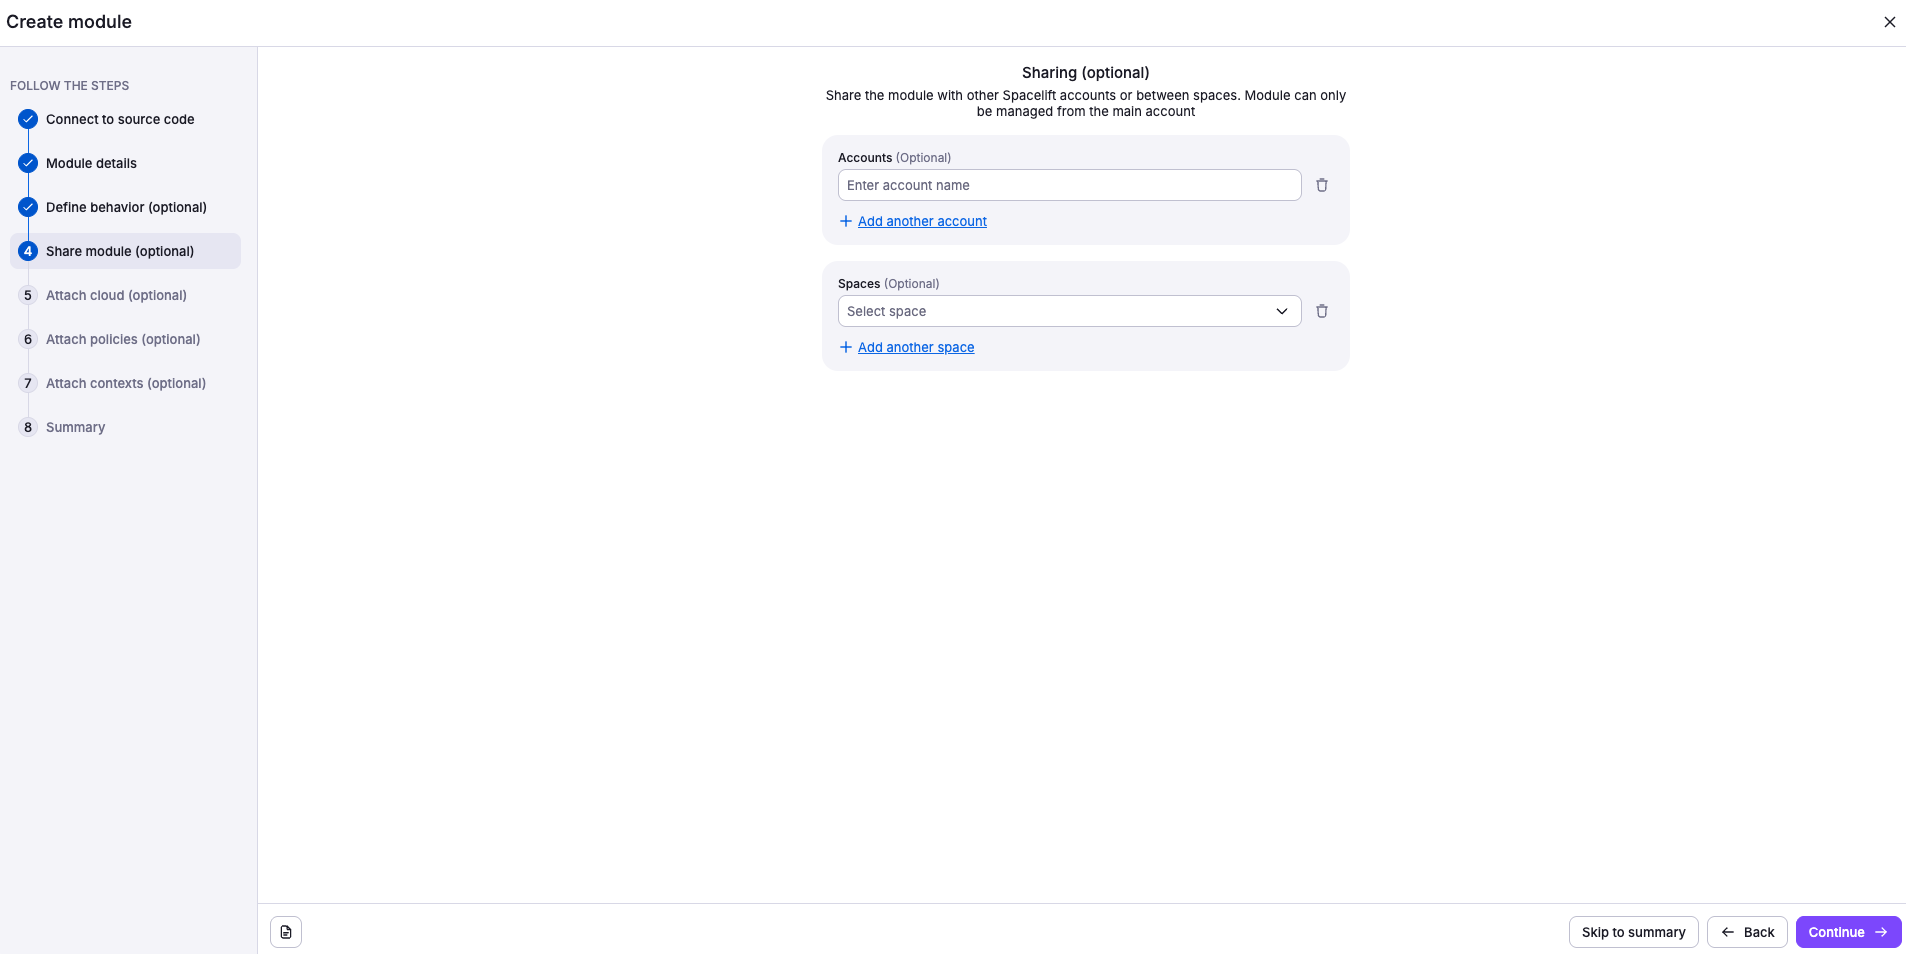 Create module
FOLLOW THE STEPS
Connect to source code
Module details
Define behavior (optional)
4 Share module (optional)
5 Attach cloud (optional)
6 Attach policies (optional)
7 Attach contexts (optional)
8 Summary
Sharing (optional)
Share the module with other Spacelift accounts or between spaces. Module can only
be managed from the main account
Accounts (Optional)
Enter account name
Add another account
Spaces (Optional)
Select space
Add another space
Skip to summary
Back
Continue